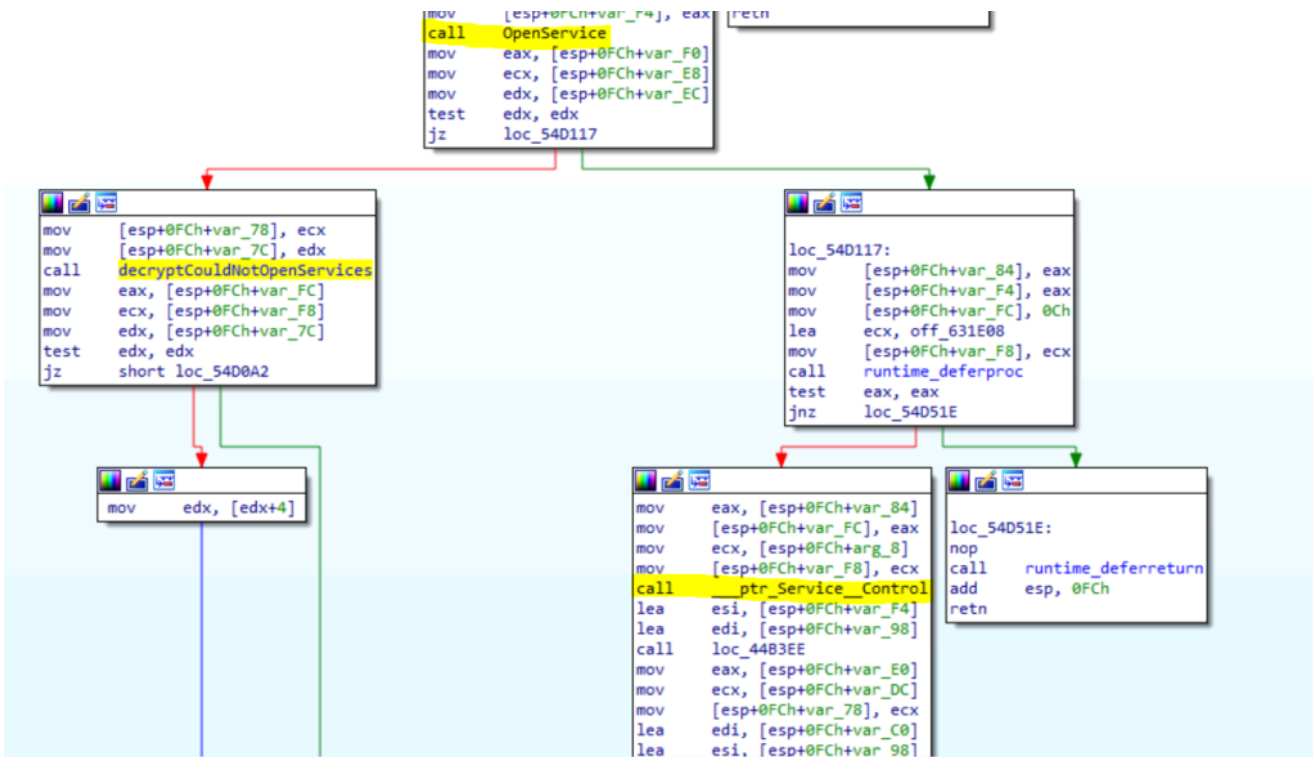 mov [esp+0FCh+var_F4], eax
call OpenService
mov eax, [esp+0FCh+var_F0]
mov ecx, [esp+0FCh+var_E8]
mov edx, [esp+0FCh+var_EC]
test edx, edx
jz loc_54D117
retn
mov [esp+0FCh+var_78], ecx
mov [esp+0FCh+var_7C], edx
call decryptCouldNotOpenServices
mov eax, [esp+0FCh+var_FC]
mov ecx, [esp+0FCh+var_F8]
mov edx, [esp+0FCh+var_7C]
test edx, edx
jz short loc_54D0A2
loc_54D117:
mov [esp+0FCh+var_84], eax
mov [esp+0FCh+var_F4], eax
mov [esp+0FCh+var_FC], 0Ch
lea ecx, off_631E08
mov [esp+0FCh+var_F8], ecx
call runtime_deferproc
test eax, eax
jnz loc_54D51E
mov edx, [edx+4]
mov eax, [esp+0FCh+var_84]
mov [esp+0FCh+var_FC], eax
mov ecx, [esp+0FCh+arg_8]
mov [esp+0FCh+var_F8], ecx
call ___ptr_Service__Control
lea esi, [esp+0FCh+var_F4]
lea edi, [esp+0FCh+var_98]
call loc_44B3EE
mov eax, [esp+0FCh+var_E0]
mov ecx, [esp+0FCh+var_DC]
mov [esp+0FCh+var_78], ecx
lea edi, [esp+0FCh+var_C0]
lea esi, [esp+0FCh+var_98]
loc_54D51E:
nop
call runtime_deferreturn
add esp, 0FCh
retn